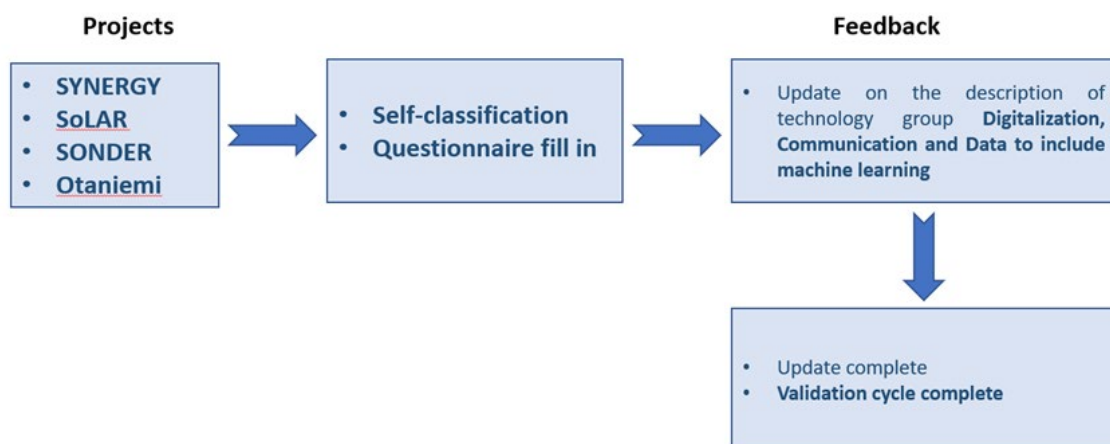 Projects
Feedback
• SYNERGY
• SoLAR
• SONDER
• Otaniemi
• Self-classification
• Questionnaire fill in
• Update on the description of
technology group Digitalization,
Communication and Data to include
machine learning
• Update complete
• Validation cycle complete